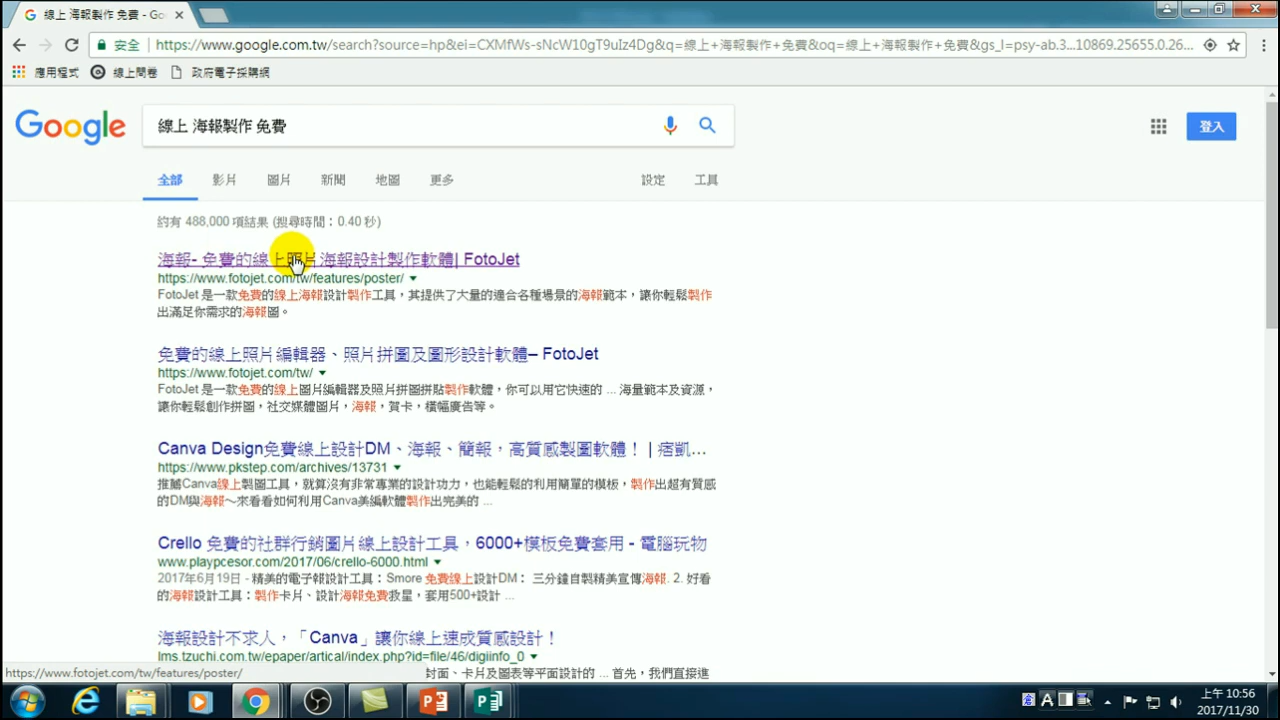 線上 海報製作 免費 - Go
安全 https://www.google.com.tw/search?source=hp&ei=CXMfWs-sNcW10gT9uIz4Dg&q=線上+海報製作+免費&oq=線上+海報製作+免費&gs_l=psy-ab.3...10869.25655.0.26...
應用程式 線上問卷 政府電子採購網
Google 線上 海報製作 免費 登入
全部 影片 圖片 新聞 地圖 更多 設定 工具
約有 488,000 項結果 (搜尋時間：0.40 秒)
海報- 免費的線上照片海報設計製作軟體| FotoJet
https://www.fotojet.com/tw/features/poster/
FotoJet 是一款免費的線上海報設計製作工具，其提供了大量的適合各種場景的海報範本，讓你輕鬆製作
出滿足你需求的海報圖。
免費的線上照片編輯器、照片拼圖及圖形設計軟體– FotoJet
https://www.fotojet.com/tw/
FotoJet 是一款免費的線上圖片編輯器及照片拼圖拼貼製作軟體，你可以用它快速的 ... 海量範本及資源，
讓你輕鬆創作拼圖，社交媒體圖片，海報，賀卡，橫幅廣告等。
Canva Design免費線上設計DM、海報、簡報，高質感製圖軟體！ | 痞凱...
https://www.pkstep.com/archives/13731
推薦Canva線上製圖工具，就算沒有非常專業的設計功力，也能輕鬆的利用簡單的模板，製作出超有質感
的DM與海報～來看看如何利用Canva美編軟體製作出完美的 ...
Crello 免費的社群行銷圖片線上設計工具，6000+模板免費套用 - 電腦玩物
www.playpcesor.com/2017/06/crello-6000.html
2017年6月19日 - 精美的電子報設計工具：Smore 免費線上設計DM： 三分鐘自製精美宣傳海報. 2. 好看
的海報設計工具：製作卡片、設計海報免費救星，套用500+設計 ...
海報設計不求人，「Canva」讓你線上速成質感設計！
lms.tzuchi.com.tw/epaper/artical/index.php?id=file/46/digiinfo_0
https://www.fotojet.com/tw/features/poster/ 封面、卡片及圖表等平面設計的 ... 首先，我們直接進
A
上午 10:56
2017/11/30